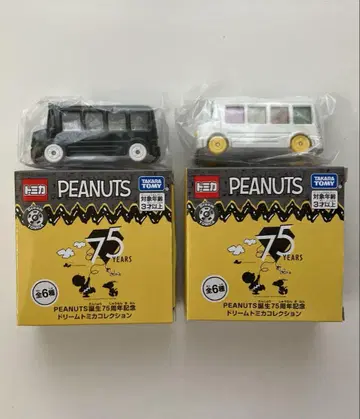 トミカ
PEANUTS
TAKARA TOMY
対象年齢
3才以上
75
YEARS
全6種
PEANUTS誕生75周年記念
ドリームトミカコレクション
トミカ
PEANUTS
TAKARA TOMY
対象年齢
3才以上
75
YEARS
全6種
PEANUTS誕生75周年記念
ドリームトミカコレクション